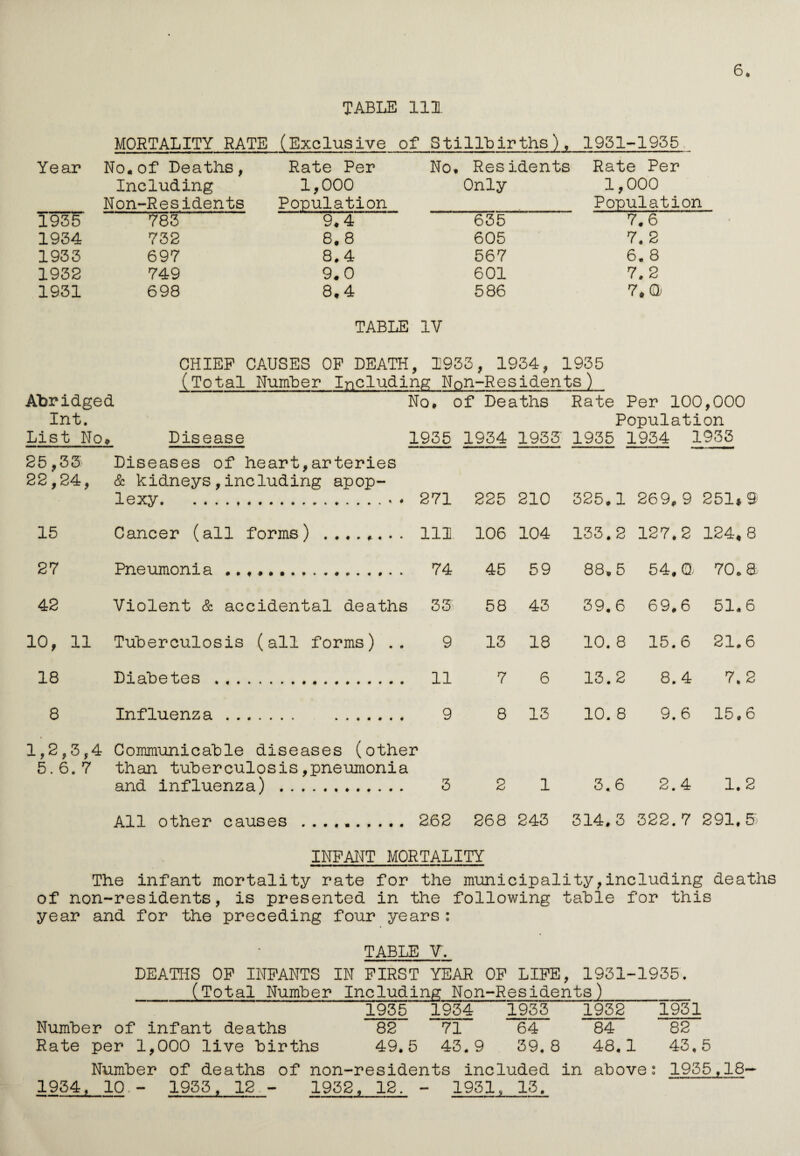 6.
TABLE 111
MORTALITY RATE (Exclusive of Stillbirths), 1931-1935
Year No. of Deaths, Rate Per No. Residents Rate Per
Including 1,000 Only 1,000
Non-Residents Population Population
1935 783 9.4 635 7.6
1934 732 8.8 605 7.2
1933 697 8.4 567 6.8
1932 749 9.0 601 7.2
1931 698 8.4 586 7.0
TABLE 1V
CHIEF CAUSES OF DEATH, 1933, 1934, 1935
(Total Number Including Non-Residents)
Abridged No. of Deaths Rate Per 100,000
Int. Population
List No. Disease 1935 1934 1933 1935 1934 1933
25,33 Diseases of heart,arteries
22,24, & kidneys,including apop-
lexy. ..................... 271 225 210 325.1 269.9 251.9
15 Cancer (all forms) ........ 111 106 104 133.2 127.2 124.8
27 Pneumonia ................. 74 45 59 88.5 54.0 70.8
42 Violent & accidental deaths 33 58 43 39.6 69.6 51.6
10, 11 Tuberculosis (all forms) .. 9 13 18 10.8 15.6 21.6
18 Diabetes .................. 11 7 6 13.2 8.4 7.2
8 Influenza ....... ....... 9 8 13 10.8 9.6 15.6
1,2,3,4 Communicable diseases (other
5.6.7 than tuberculosis,pneumonia
and influenza) ............ 3 2 1 3.6 2.4 1.2
All other causes .......... 262 268 243 314.3 322.7 291.5
INFANT MORTALITY
The infant mortality rate for the municipality,including deaths
of non-residents, is presented in the following table for this
year and for the preceding four years:
TABLE V.
DEATHS OF INFANTS IN FIRST YEAR OF LIFE, 1931-1935.
(Total Number Including Non-Residents)
1935 1934 1933 1932 1931
Number of infant deaths 82 71 64 84 82
Rate per 1,000 live births 49.5 43.9 39.8 48.1 43.5
Number of deaths of non-residents included in above: 1935,18-
1934, 10 - 1933, 12 - 1932, 12. - 1931, 13.